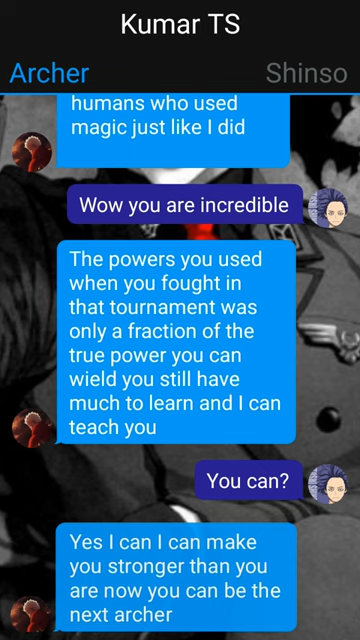 Kumar TS
Archer
Shinso
humans who used
magic just like I did
Wow you are incredible
The powers you used
when you fought in
that tournament was
only a fraction of the
true power you can
wield you still have
much to learn and I can
teach you
You can?
Yes I can I can make
you stronger than you
are now you can be the
next archer